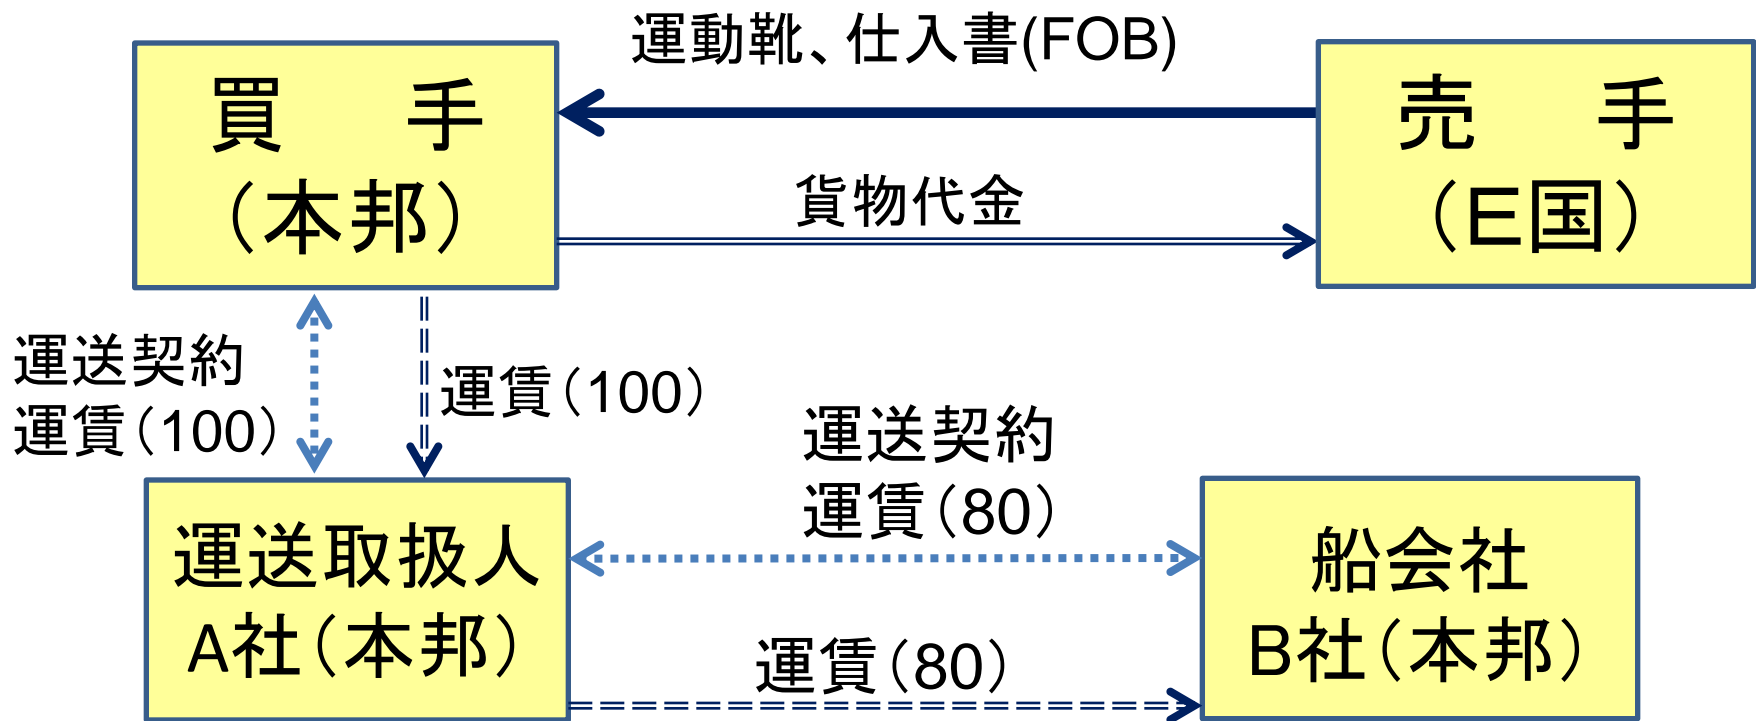 運動靴、仕入書(FOB)
買　手
（本邦）
売　手
（E国）
貨物代金
運送契約
運賃（100）
運賃（100）
運送契約
運賃（80）
運送取扱人
A社（本邦）
船会社
B社（本邦）
運賃（80）